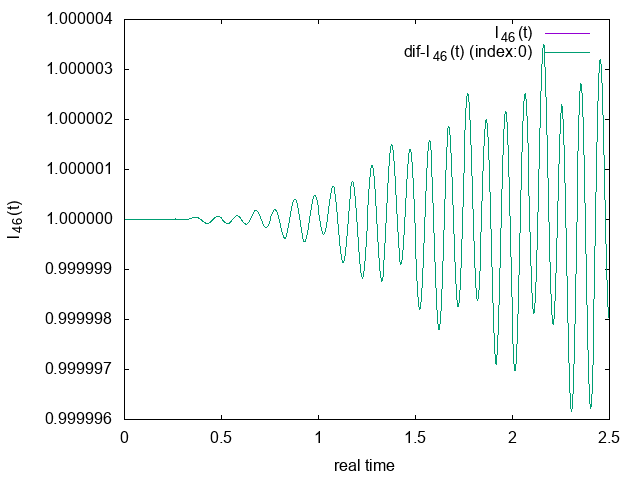 1.000004
1.000003
1.000002
1.000001
1.000000
0.999999
0.999998
0.999997
0.999996
I46(t)
I46(t)
dif-I46(t) (index:0)
0 0.5 1 1.5 2 2.5
real time